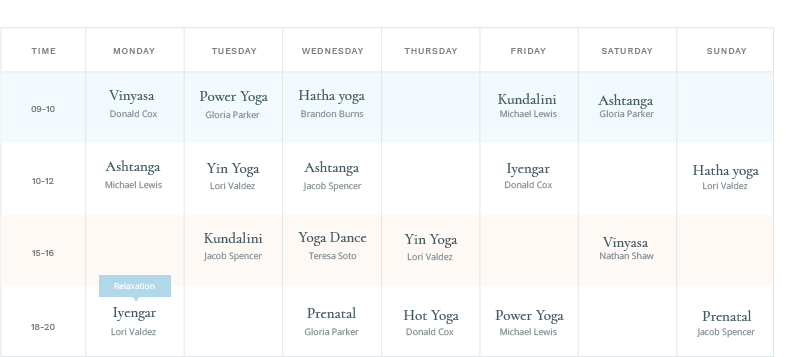 TIME MONDAY TUESDAY WEDNESDAY THURSDAY FRIDAY SATURDAY SUNDAY
Vinyasa Power Yoga Hatha yoga Kundalini Ashtanga
09-10 Donald Cox Gloria Parker Brandon Burns Michael Lewis Gloria Parker
Ashtanga Yin Yoga Ashtanga Iyengar Hatha yoga
10-12 Michael Lewis Lori Valdez Jacob Spencer Donald Cox Lori Valdez
Kundalini Yoga Dance Yin Yoga Vinyasa
15-16 Jacob Spencer Teresa Soto Lori Valdez Nathan Shaw
Relaxation
Iyengar Prenatal Hot Yoga Power Yoga Prenatal
18-20 Lori Valdez Gloria Parker Donald Cox Michael Lewis Jacob Spencer